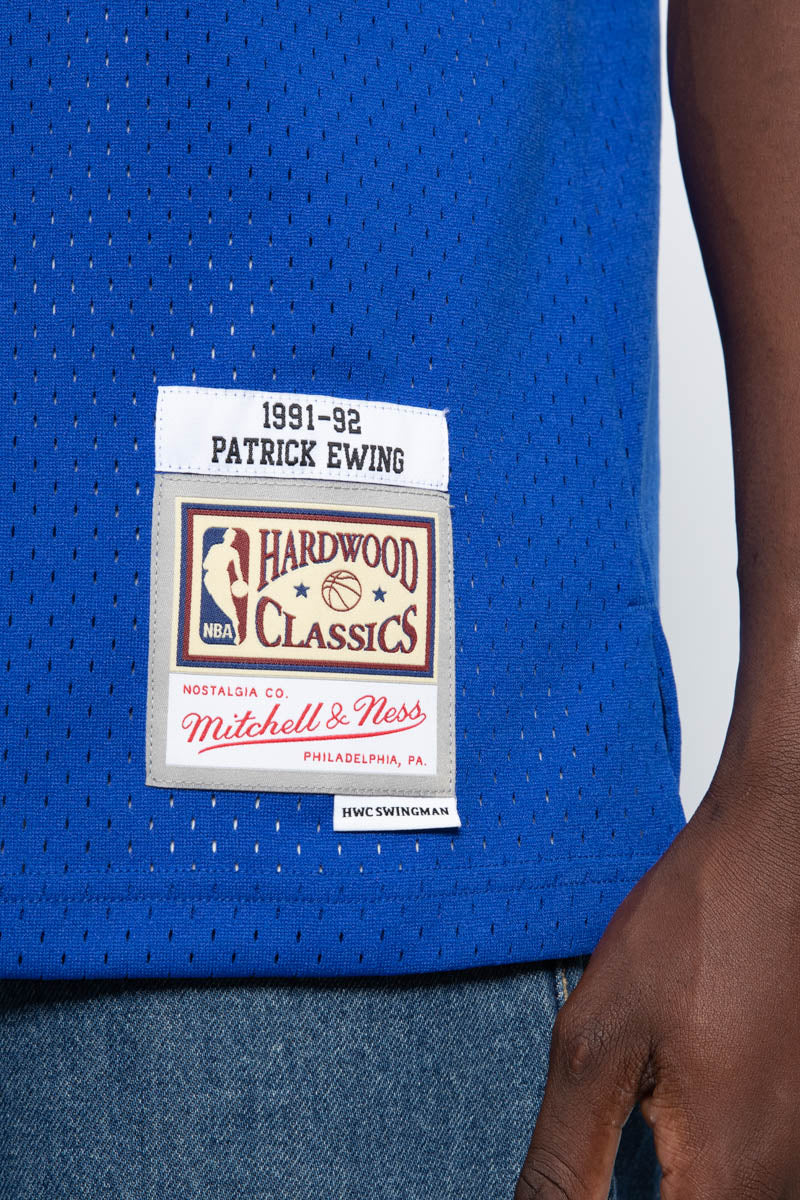 1991-92
PATRICK EWING
HARDWOOD
NBA
CLASSICS
NOSTALGIA CO.
Mitchell & Ness
PHILADELPHIA, PA.
HWC SWINGMAN